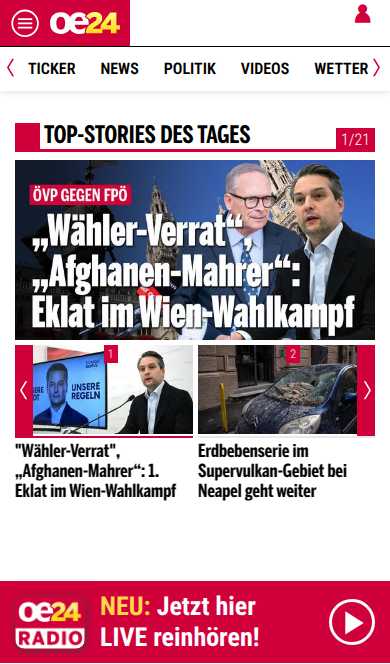 oe24
TICKER NEWS POLITIK VIDEOS WETTER
TOP-STORIES DES TAGES
1/21
ÖVP GEGEN FPÖ
„Wähler-Verrat“,
„Afghanen-Mahrer“:
Eklat im Wien-Wahlkampf
1
UNSERE
REGELN
2
"Wähler-Verrat",
„Afghanen-Mahrer“: 1.
Eklat im Wien-Wahlkampf
Erdbebenserie im
Supervulkan-Gebiet bei
Neapel geht weiter
oe24
RADIO
NEU: Jetzt hier
LIVE reinhören!